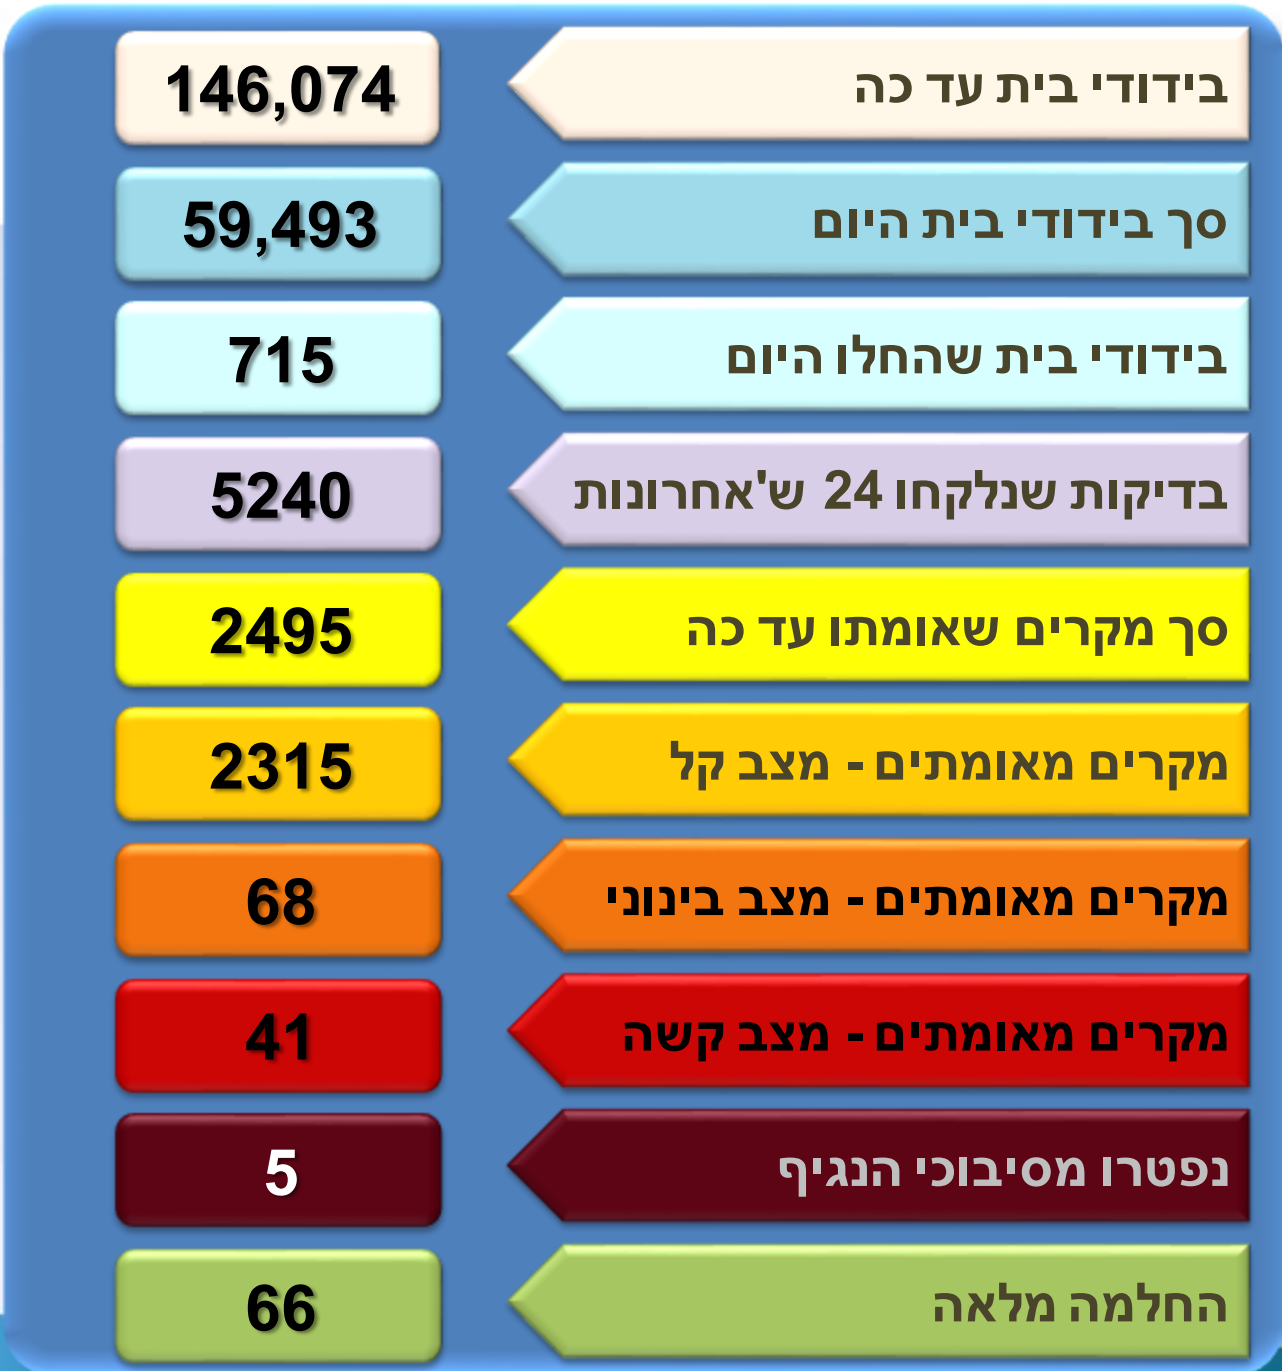 בידודי בית עד כה 146,074
סך בידודי בית היום 59,493
בידודי בית שהחלו היום 715
בדיקות שנלקחו 24 ש'אחרונות 5240
סך מקרים שאומתו עד כה 2495
מקרים מאומתים - מצב קל 2315
מקרים מאומתים - מצב בינוני 68
מקרים מאומתים - מצב קשה 41
נפטרו מסיבוכי הנגיף 5
החלמה מלאה 66